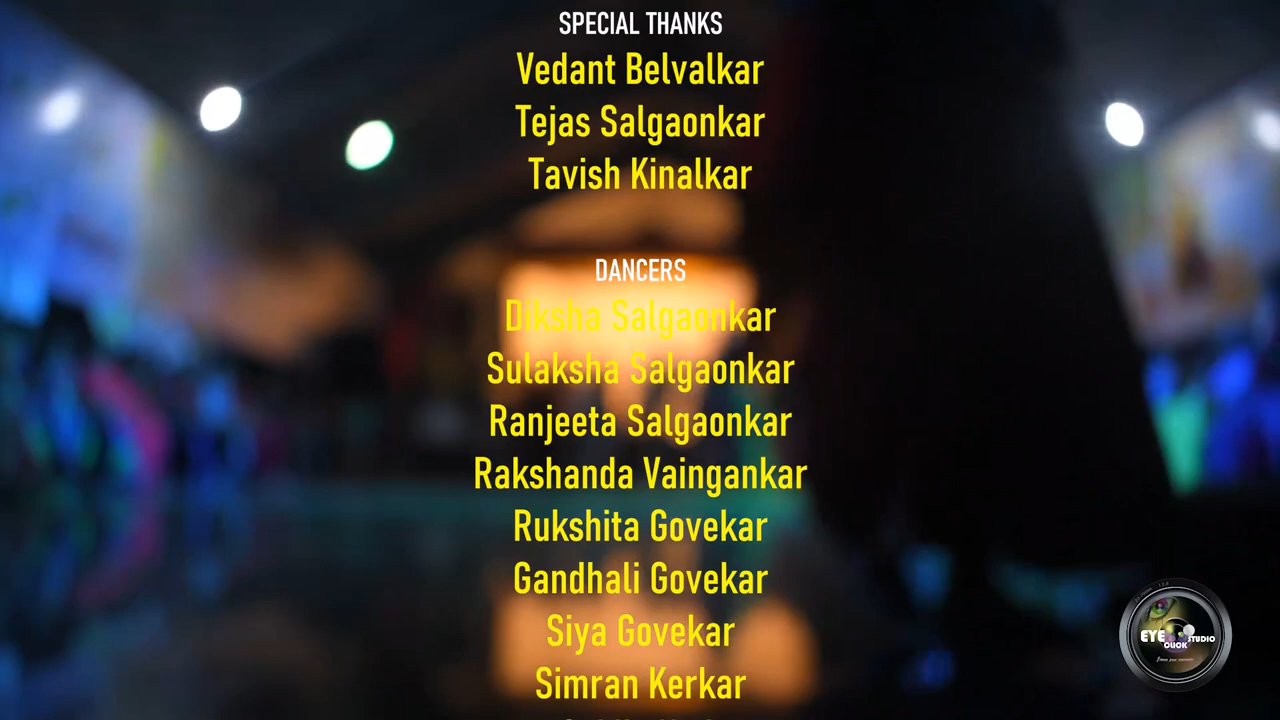 SPECIAL THANKS
Vedant Belvalkar
Tejas Salgaonkar
Tavish Kinalkar
DANCERS
Diksha Salgaonkar
Sulaksha Salgaonkar
Ranjeeta Salgaonkar
Rakshanda Vaingankar
Rukshita Govekar
Gandhali Govekar
Siya Govekar
Simran Kerkar
EYE
CLICK
STUDIO